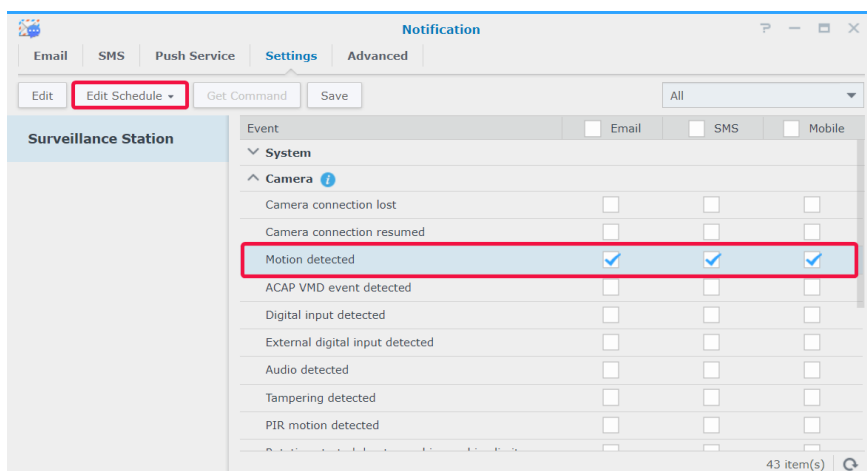 Notification
Email SMS Push Service Settings Advanced
Edit Edit Schedule Get Command Save All
Surveillance Station
Event Email SMS Mobile
System
Camera
Camera connection lost
Camera connection resumed
Motion detected
ACAP VMD event detected
Digital input detected
External digital input detected
Audio detected
Tampering detected
PIR motion detected
43 item(s)